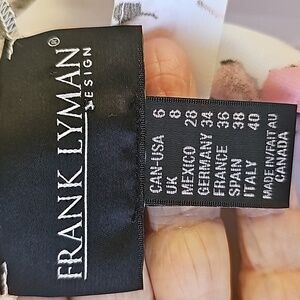 FRANK LYMAN
DESIGN
CAN-USA 6
UK 8
MEXICO 28
GERMANY 34
FRANCE 36
SPAIN 38
ITALY 40
MADE IN/FAIT AU
CANADA